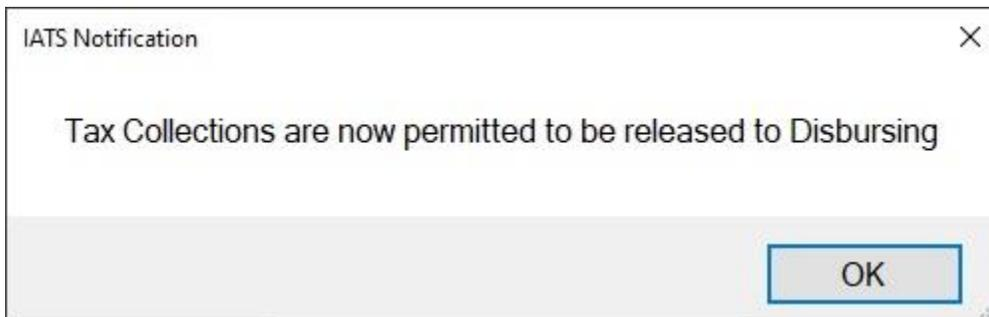 IATS Notification
Tax Collections are now permitted to be released to Disbursing
OK